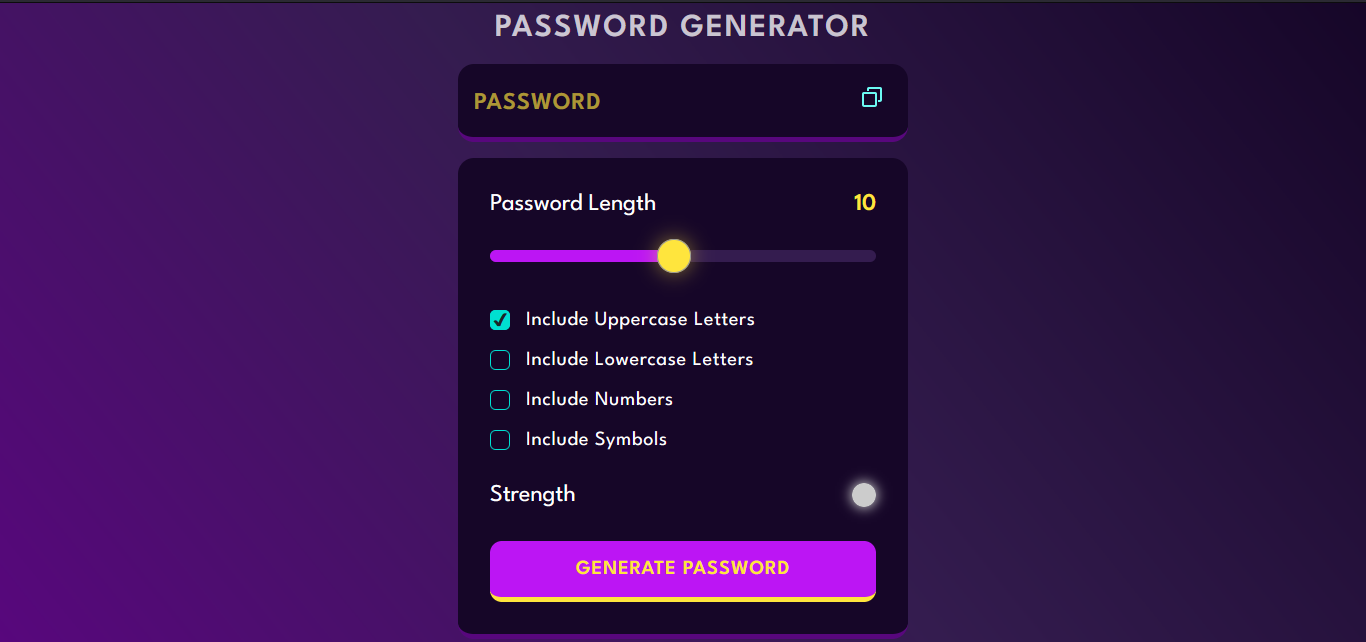 PASSWORD GENERATOR
PASSWORD
Password Length 10
Include Uppercase Letters
Include Lowercase Letters
Include Numbers
Include Symbols
Strength
GENERATE PASSWORD